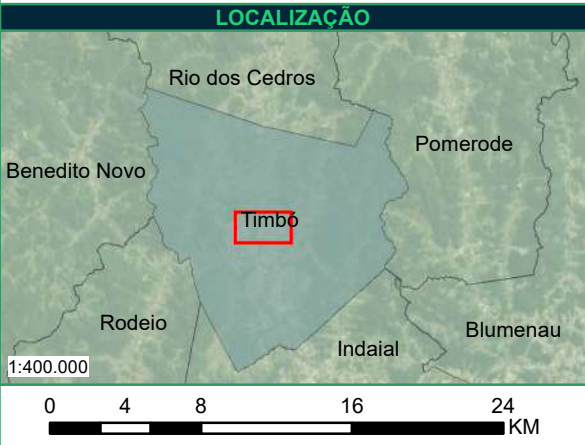 LOCALIZAÇÃO
Rio dos Cedros
Pomerode
Benedito Novo
Timbó
Rodeio
Blumenau
Indaial
1:400.000
0 4 8 16 24
KM